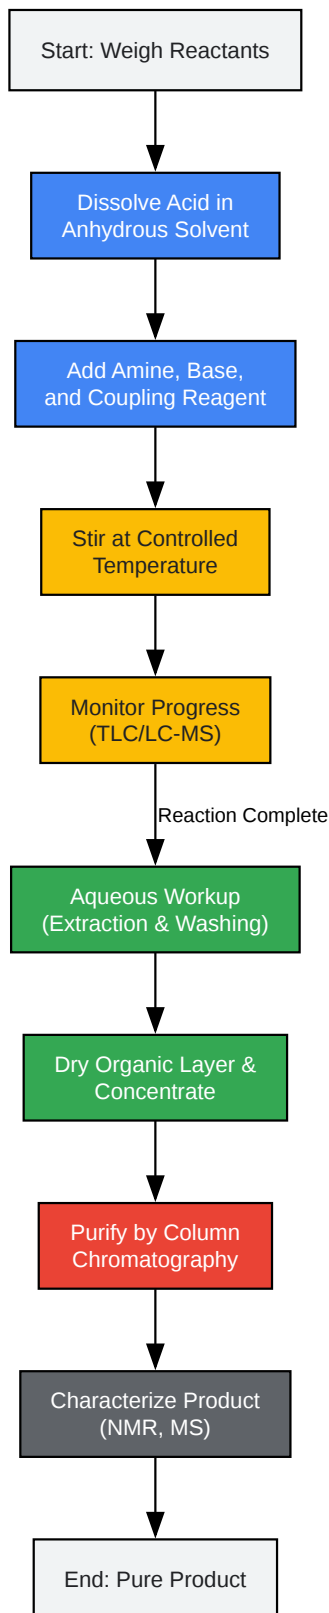 Start: Weigh Reactants
Dissolve Acid in
Anhydrous Solvent
Add Amine, Base,
and Coupling Reagent
Stir at Controlled
Temperature
Monitor Progress
(TLC/LC-MS)
Reaction Complete
Aqueous Workup
(Extraction & Washing)
Dry Organic Layer &
Concentrate
Purify by Column
Chromatography
Characterize Product
(NMR, MS)
End: Pure Product